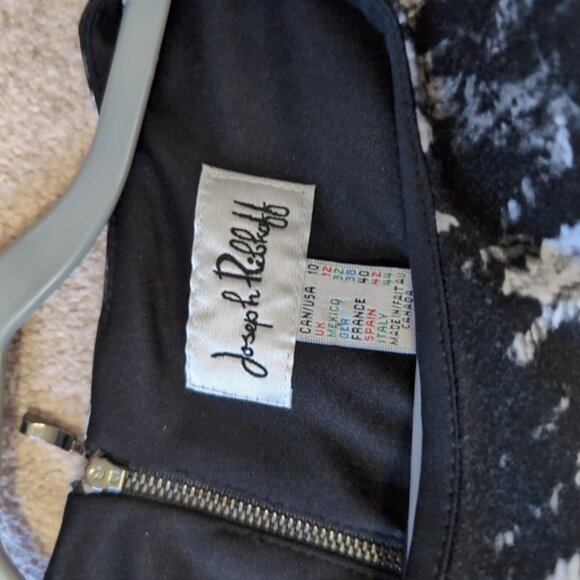 Joseph Ribkoff
CAN/USA 10
UK 12
MEXICO 32
GER 38
FRANCE 40
SPAIN 42
ITALY 44
MADE IN/FAIT AU
CANADA